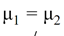 μ₁ = μ₂